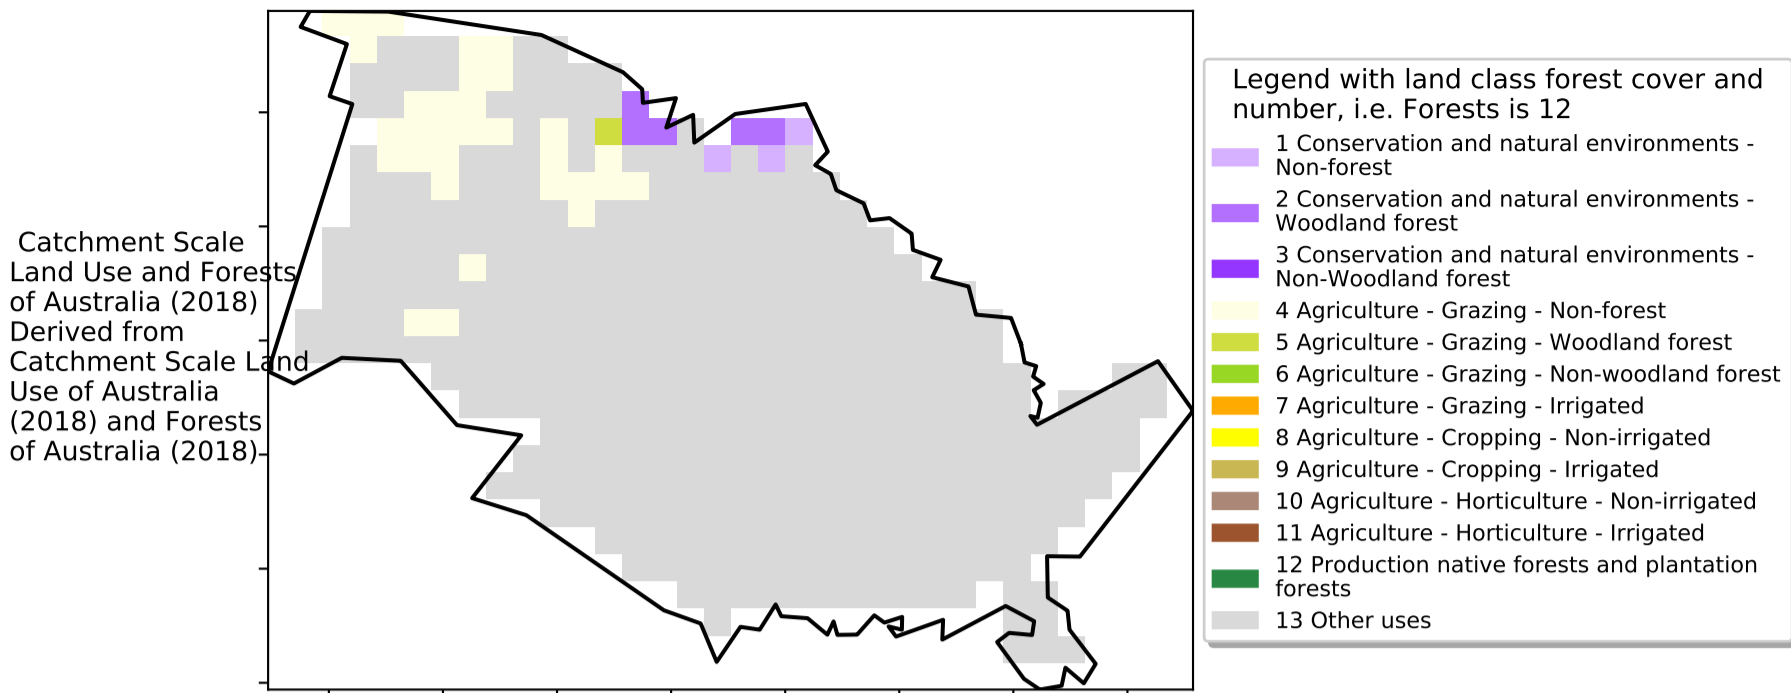 Catchment Scale
Land Use and Forests
of Australia (2018)
Derived from
Catchment Scale Land
Use of Australia
(2018) and Forests
of Australia (2018)
Legend with land class forest cover and
number, i.e. Forests is 12
1 Conservation and natural environments -
Non-forest
2 Conservation and natural environments -
Woodland forest
3 Conservation and natural environments -
Non-Woodland forest
4 Agriculture - Grazing - Non-forest
5 Agriculture - Grazing - Woodland forest
6 Agriculture - Grazing - Non-woodland forest
7 Agriculture - Grazing - Irrigated
8 Agriculture - Cropping - Non-irrigated
9 Agriculture - Cropping - Irrigated
10 Agriculture - Horticulture - Non-irrigated
11 Agriculture - Horticulture - Irrigated
12 Production native forests and plantation
forests
13 Other uses